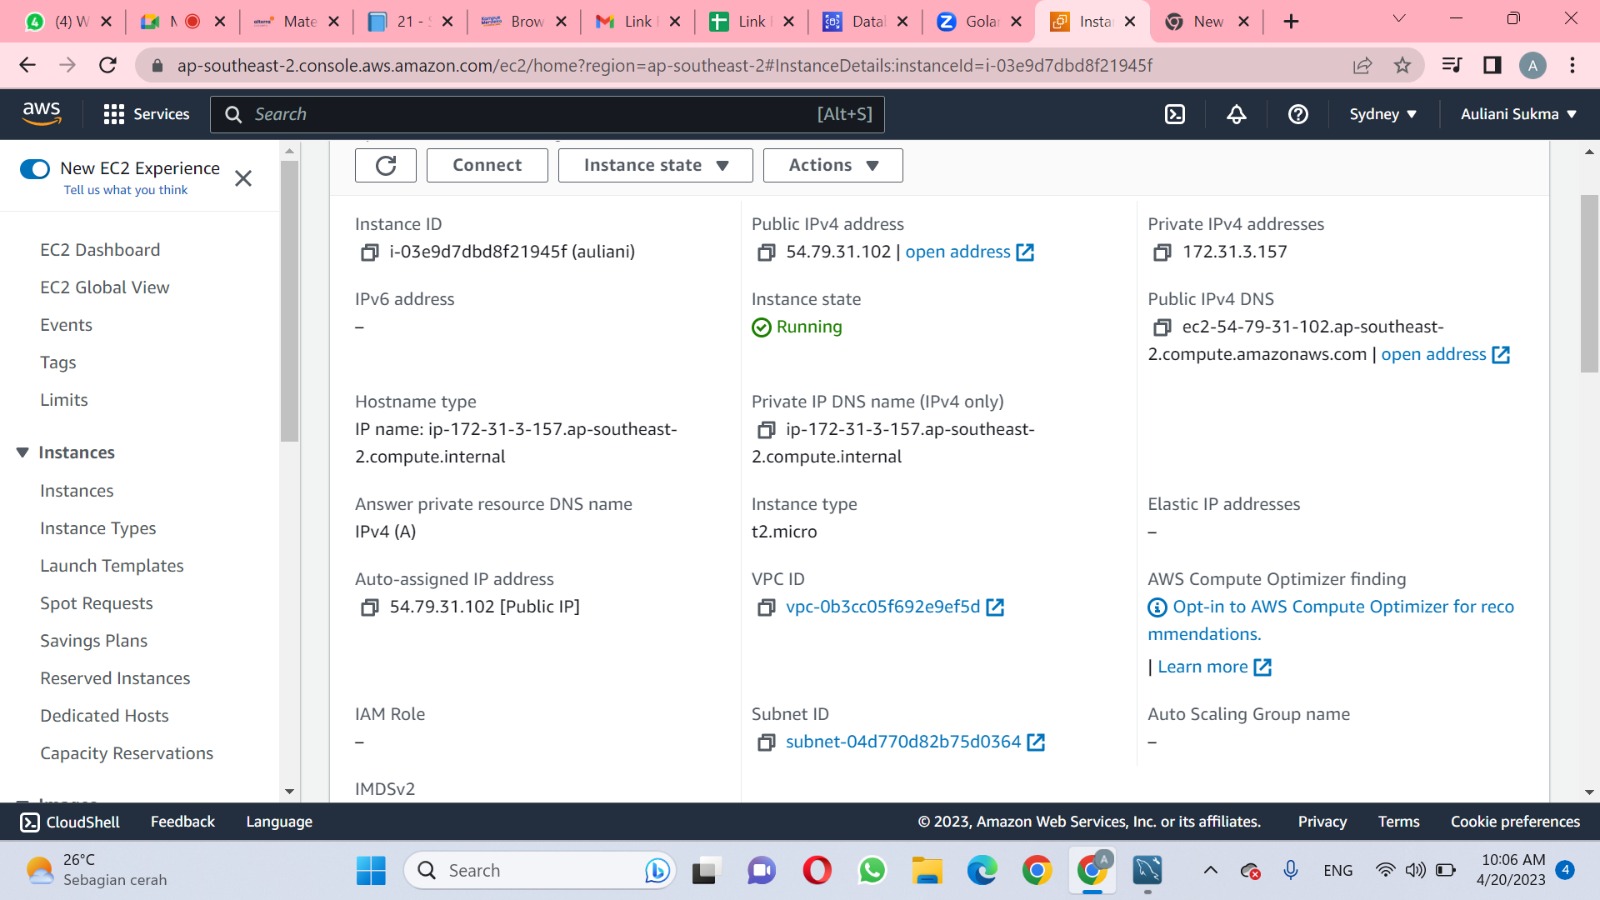 (4) W
Mate
21 - S
Brow
Link
Link
Datal
Golar
Insta
New
ap-southeast-2.console.aws.amazon.com/ec2/home?region=ap-southeast-2#InstanceDetails:instanceId=i-03e9d7dbd8f21945f
A
aws
Services
Search
[Alt+S]
Sydney
Auliani Sukma
New EC2 Experience
Tell us what you think
EC2 Dashboard
EC2 Global View
Events
Tags
Limits
Instances
Instances
Instance Types
Launch Templates
Spot Requests
Savings Plans
Reserved Instances
Dedicated Hosts
Capacity Reservations
Connect
Instance state
Actions
Instance ID
i-03e9d7dbd8f21945f (auliani)
Public IPv4 address
54.79.31.102 | open address
Private IPv4 addresses
172.31.3.157
IPv6 address
–
Instance state
Running
Public IPv4 DNS
ec2-54-79-31-102.ap-southeast-
2.compute.amazonaws.com | open address
Hostname type
IP name: ip-172-31-3-157.ap-southeast-
2.compute.internal
Private IP DNS name (IPv4 only)
ip-172-31-3-157.ap-southeast-
2.compute.internal
Answer private resource DNS name
IPv4 (A)
Instance type
t2.micro
Elastic IP addresses
–
Auto-assigned IP address
54.79.31.102 [Public IP]
VPC ID
vpc-0b3cc05f692e9ef5d
AWS Compute Optimizer finding
Opt-in to AWS Compute Optimizer for reco
mmendations.
| Learn more
IAM Role
–
Subnet ID
subnet-04d770d82b75d0364
Auto Scaling Group name
–
IMDSv2
CloudShell
Feedback
Language
© 2023, Amazon Web Services, Inc. or its affiliates.
Privacy
Terms
Cookie preferences
26°C
Sebagian cerah
Search
ENG
10:06 AM
4/20/2023
4